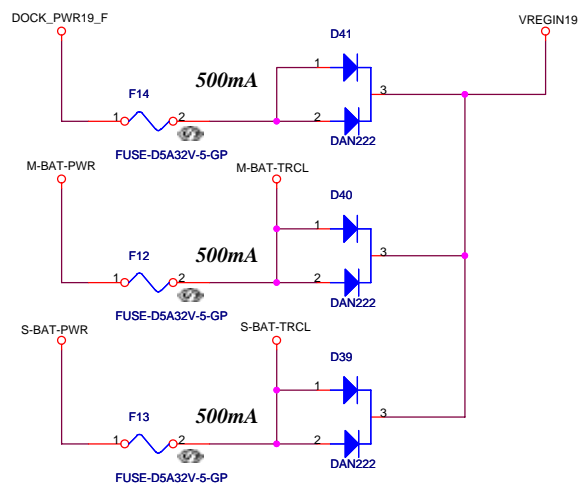 DOCK_PWR19_F
VREGIN19
D41
500mA
1
3
F14
1
2
2
FUSE-D5A32V-5-GP
DAN222
M-BAT-PWR
M-BAT-TRCL
D40
1
F12
500mA
3
1
2
2
FUSE-D5A32V-5-GP
DAN222
S-BAT-PWR
S-BAT-TRCL
D39
1
F13
500mA
3
1
2
2
FUSE-D5A32V-5-GP
DAN222